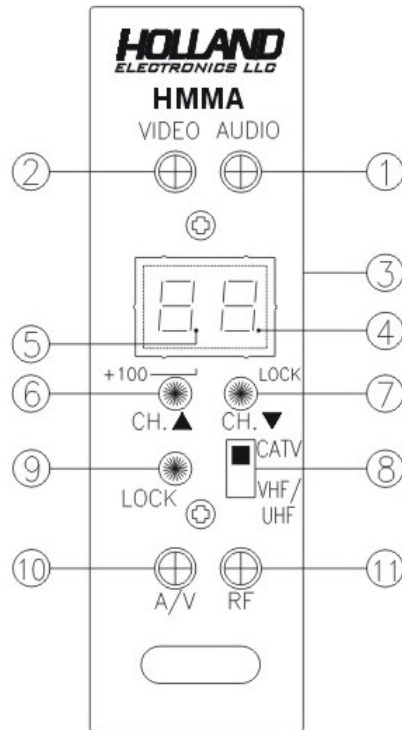 HOLLAND
ELECTRONICS LLC
HMMA
VIDEO AUDIO
2 1
3
88
5 4
+100 LOCK
6 7
CH. ▲ CH. ▼
9 CATV 8
LOCK VHF/
UHF
10 11
A/V RF